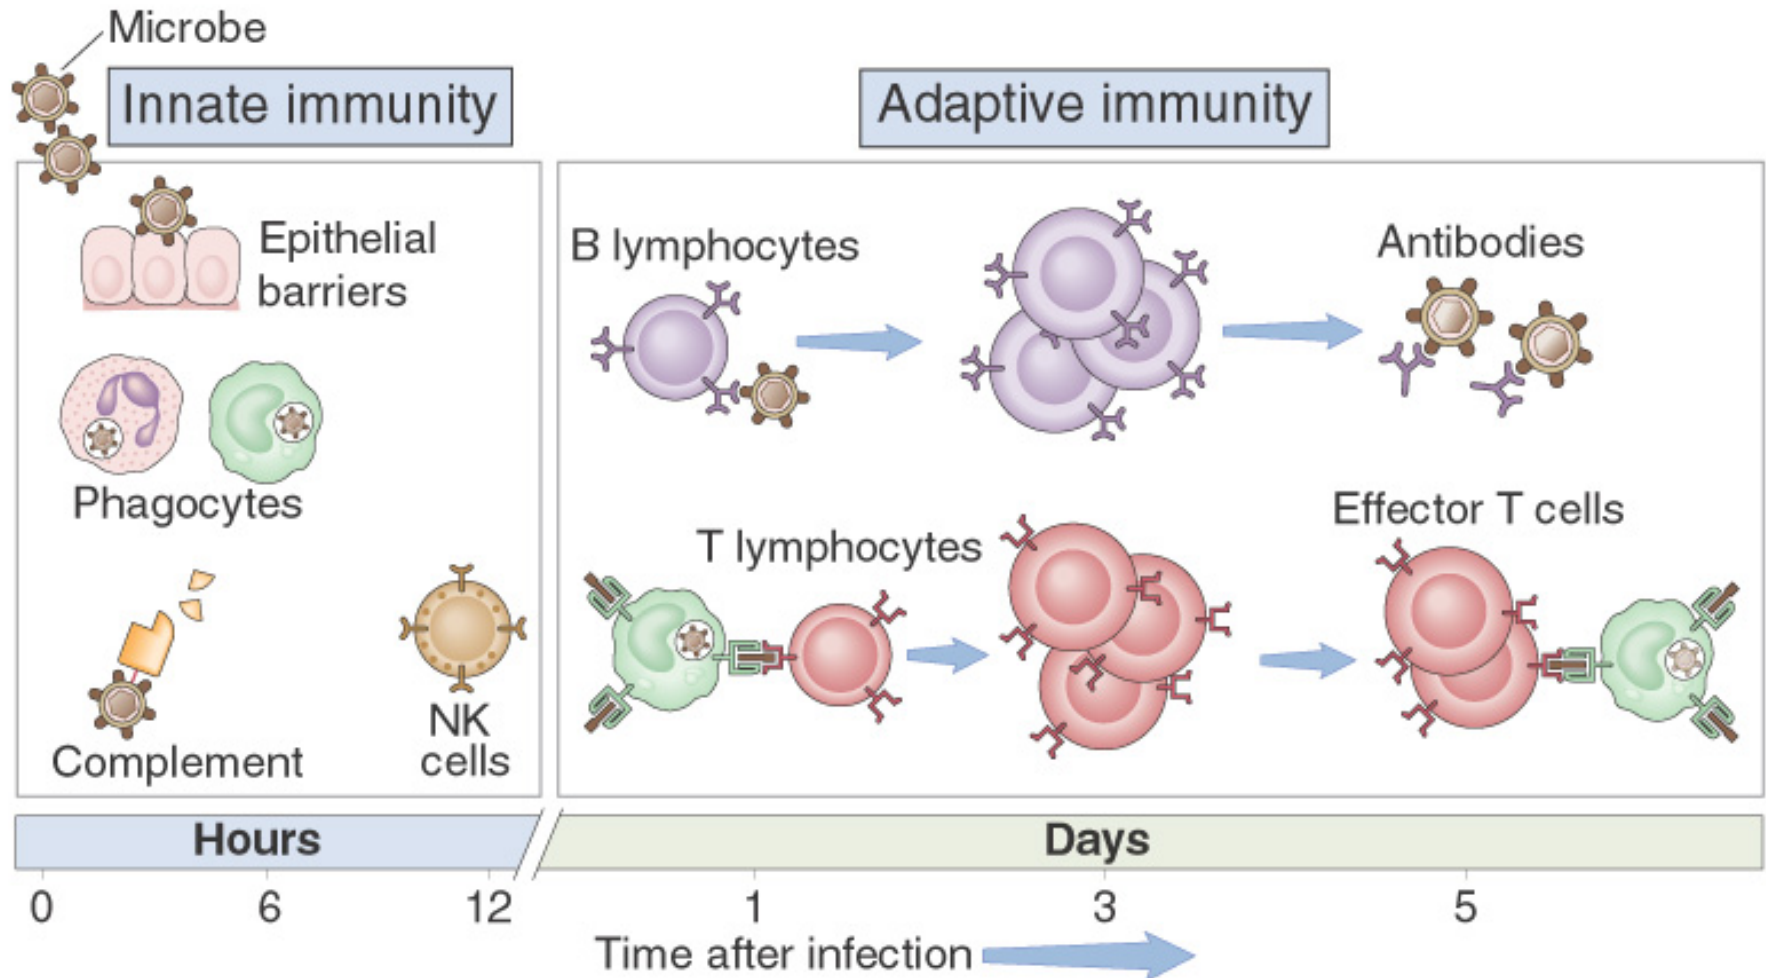 Microbe
Innate immunity
Adaptive immunity
Epithelial
barriers
B lymphocytes
Antibodies
Phagocytes
T lymphocytes
Effector T cells
Complement
NK
cells
Hours
Days
0
6
12
1
3
5
Time after infection